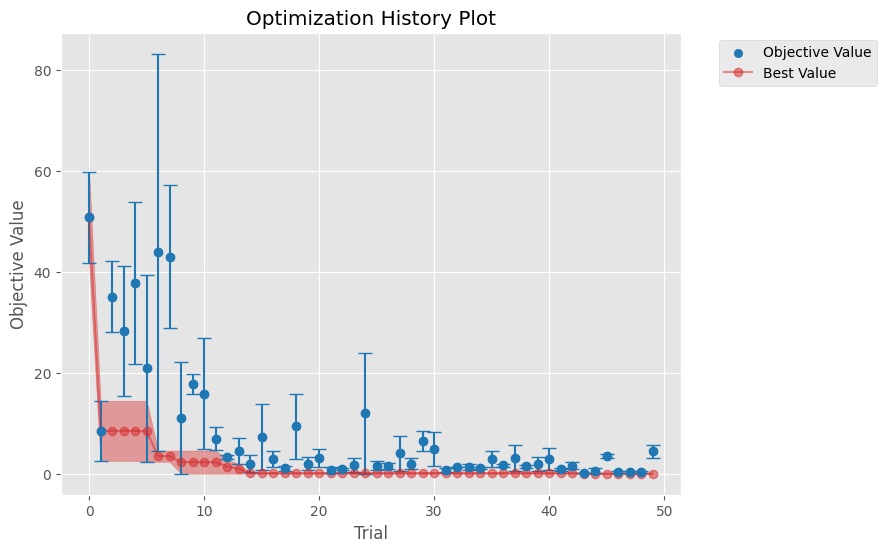 Optimization History Plot
Objective Value
Best Value
80
60
40
20
0
Objective Value
0 10 20 30 40 50
Trial